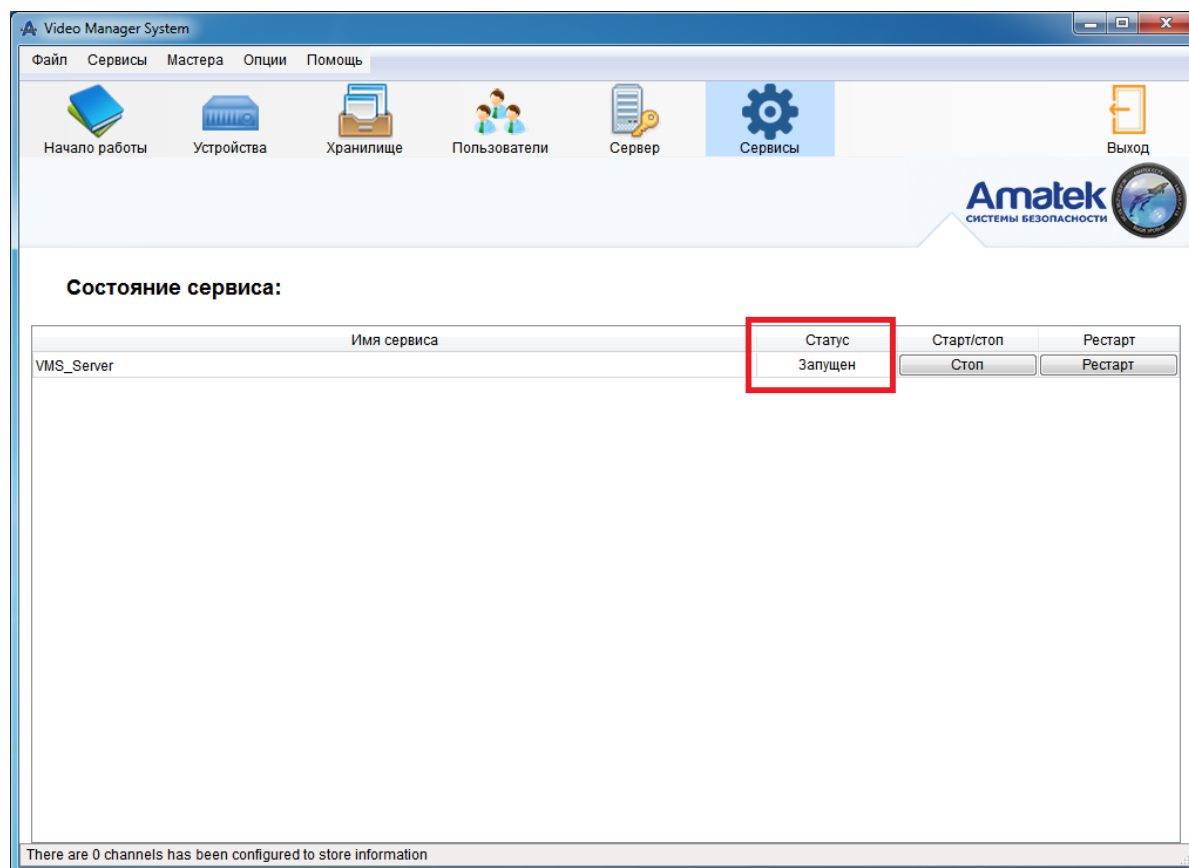 Video Manager System
Файл Сервисы Мастера Опции Помощь
Начало работы Устройства Хранилище Пользователи Сервер Сервисы Выход
Amatek
СИСТЕМЫ БЕЗОПАСНОСТИ
Состояние сервиса:
Имя сервиса Статус Старт/стоп Рестарт
VMS_Server Запущен Стоп Рестарт
There are 0 channels has been configured to store information